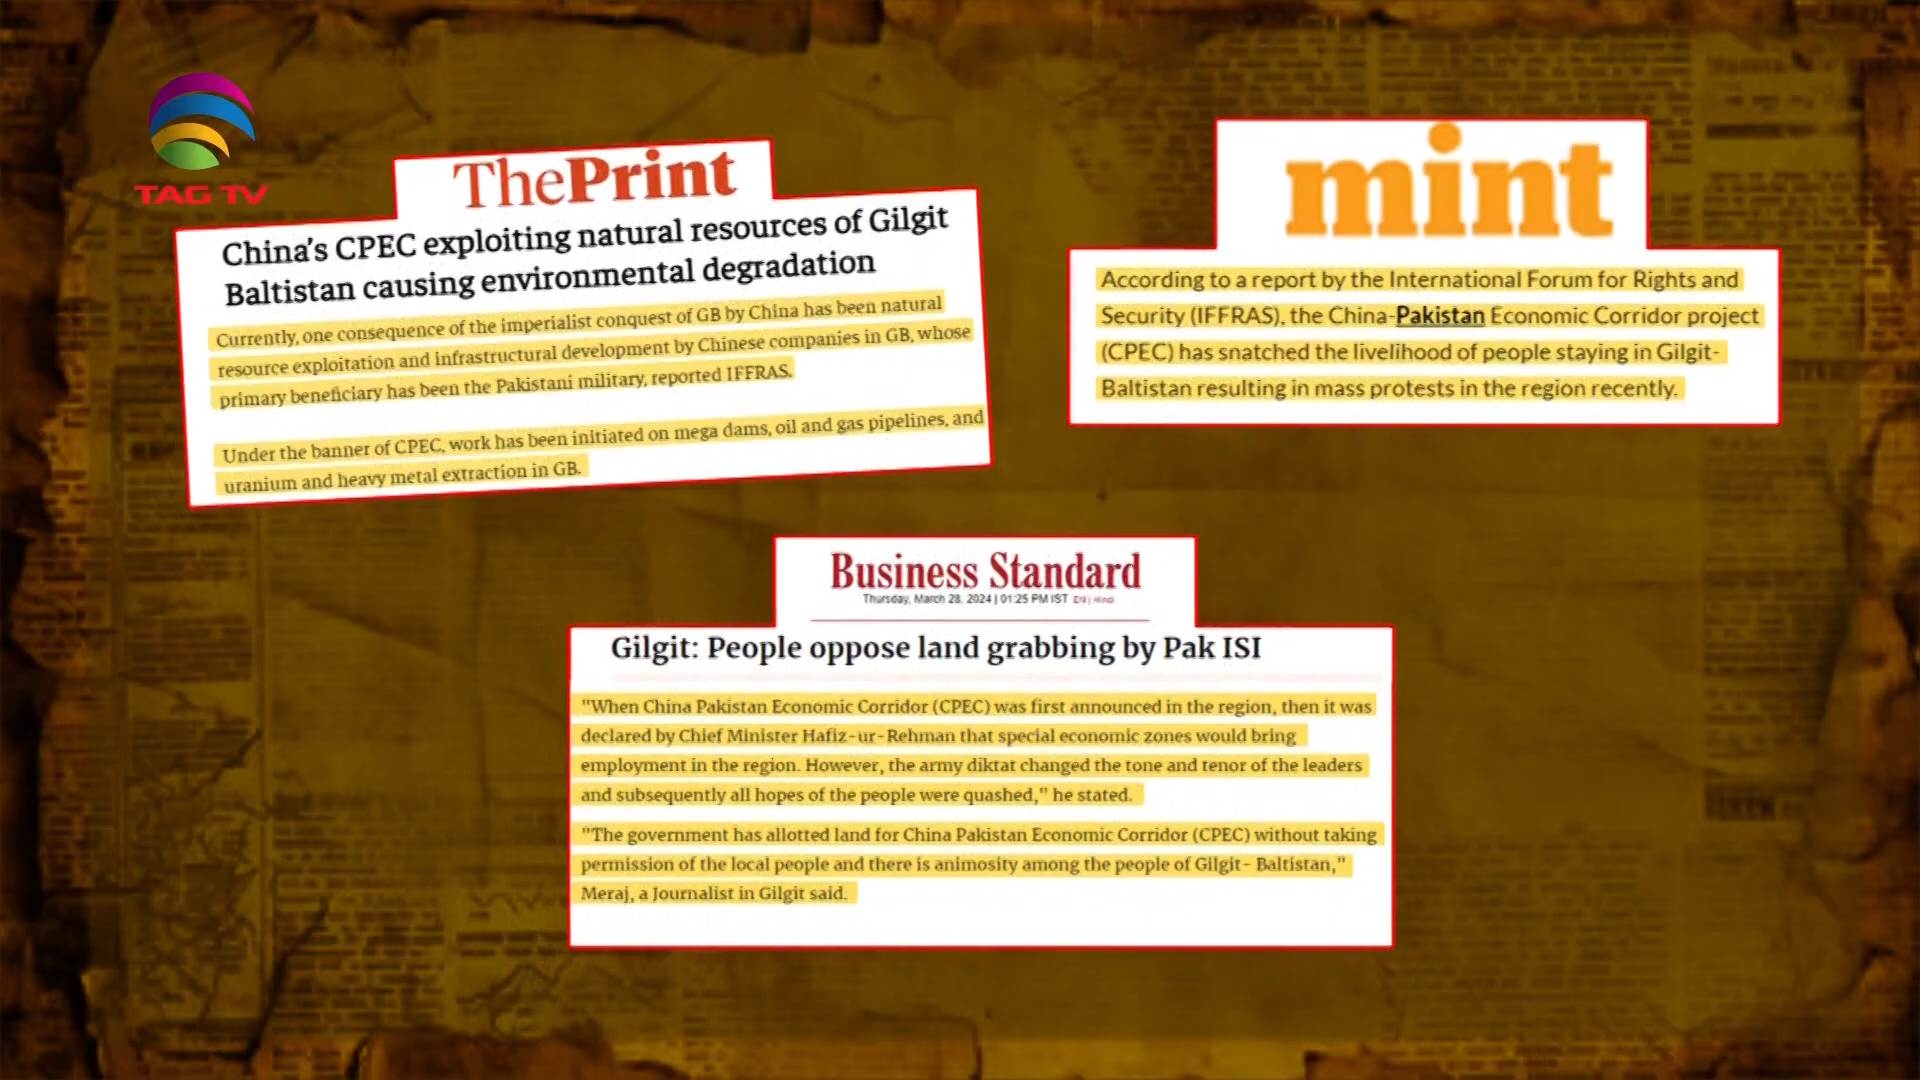 TAG TV
ThePrint
China's CPEC exploiting natural resources of Gilgit
Baltistan causing environmental degradation
Currently, one consequence of the imperialist conquest of GB by China has been natural
resource exploitation and infrastructural development by Chinese companies in GB, whose
primary beneficiary has been the Pakistani military, reported IFFRAS.
Under the banner of CPEC, work has been initiated on mega dams, oil and gas pipelines, and
uranium and heavy metal extraction in GB.
mint
According to a report by the International Forum for Rights and
Security (IFFRAS), the China-Pakistan Economic Corridor project
(CPEC) has snatched the livelihood of people staying in Gilgit-
Baltistan resulting in mass protests in the region recently.
Business Standard
Thursday, March 28, 2024 | 01:25 PM IST EN | Hindi
Gilgit: People oppose land grabbing by Pak ISI
"When China Pakistan Economic Corridor (CPEC) was first announced in the region, then it was
declared by Chief Minister Hafiz-ur-Rehman that special economic zones would bring
employment in the region. However, the army diktat changed the tone and tenor of the leaders
and subsequently all hopes of the people were quashed," he stated.
"The government has allotted land for China Pakistan Economic Corridor (CPEC) without taking
permission of the local people and there is animosity among the people of Gilgit- Baltistan,"
Meraj, a Journalist in Gilgit said.